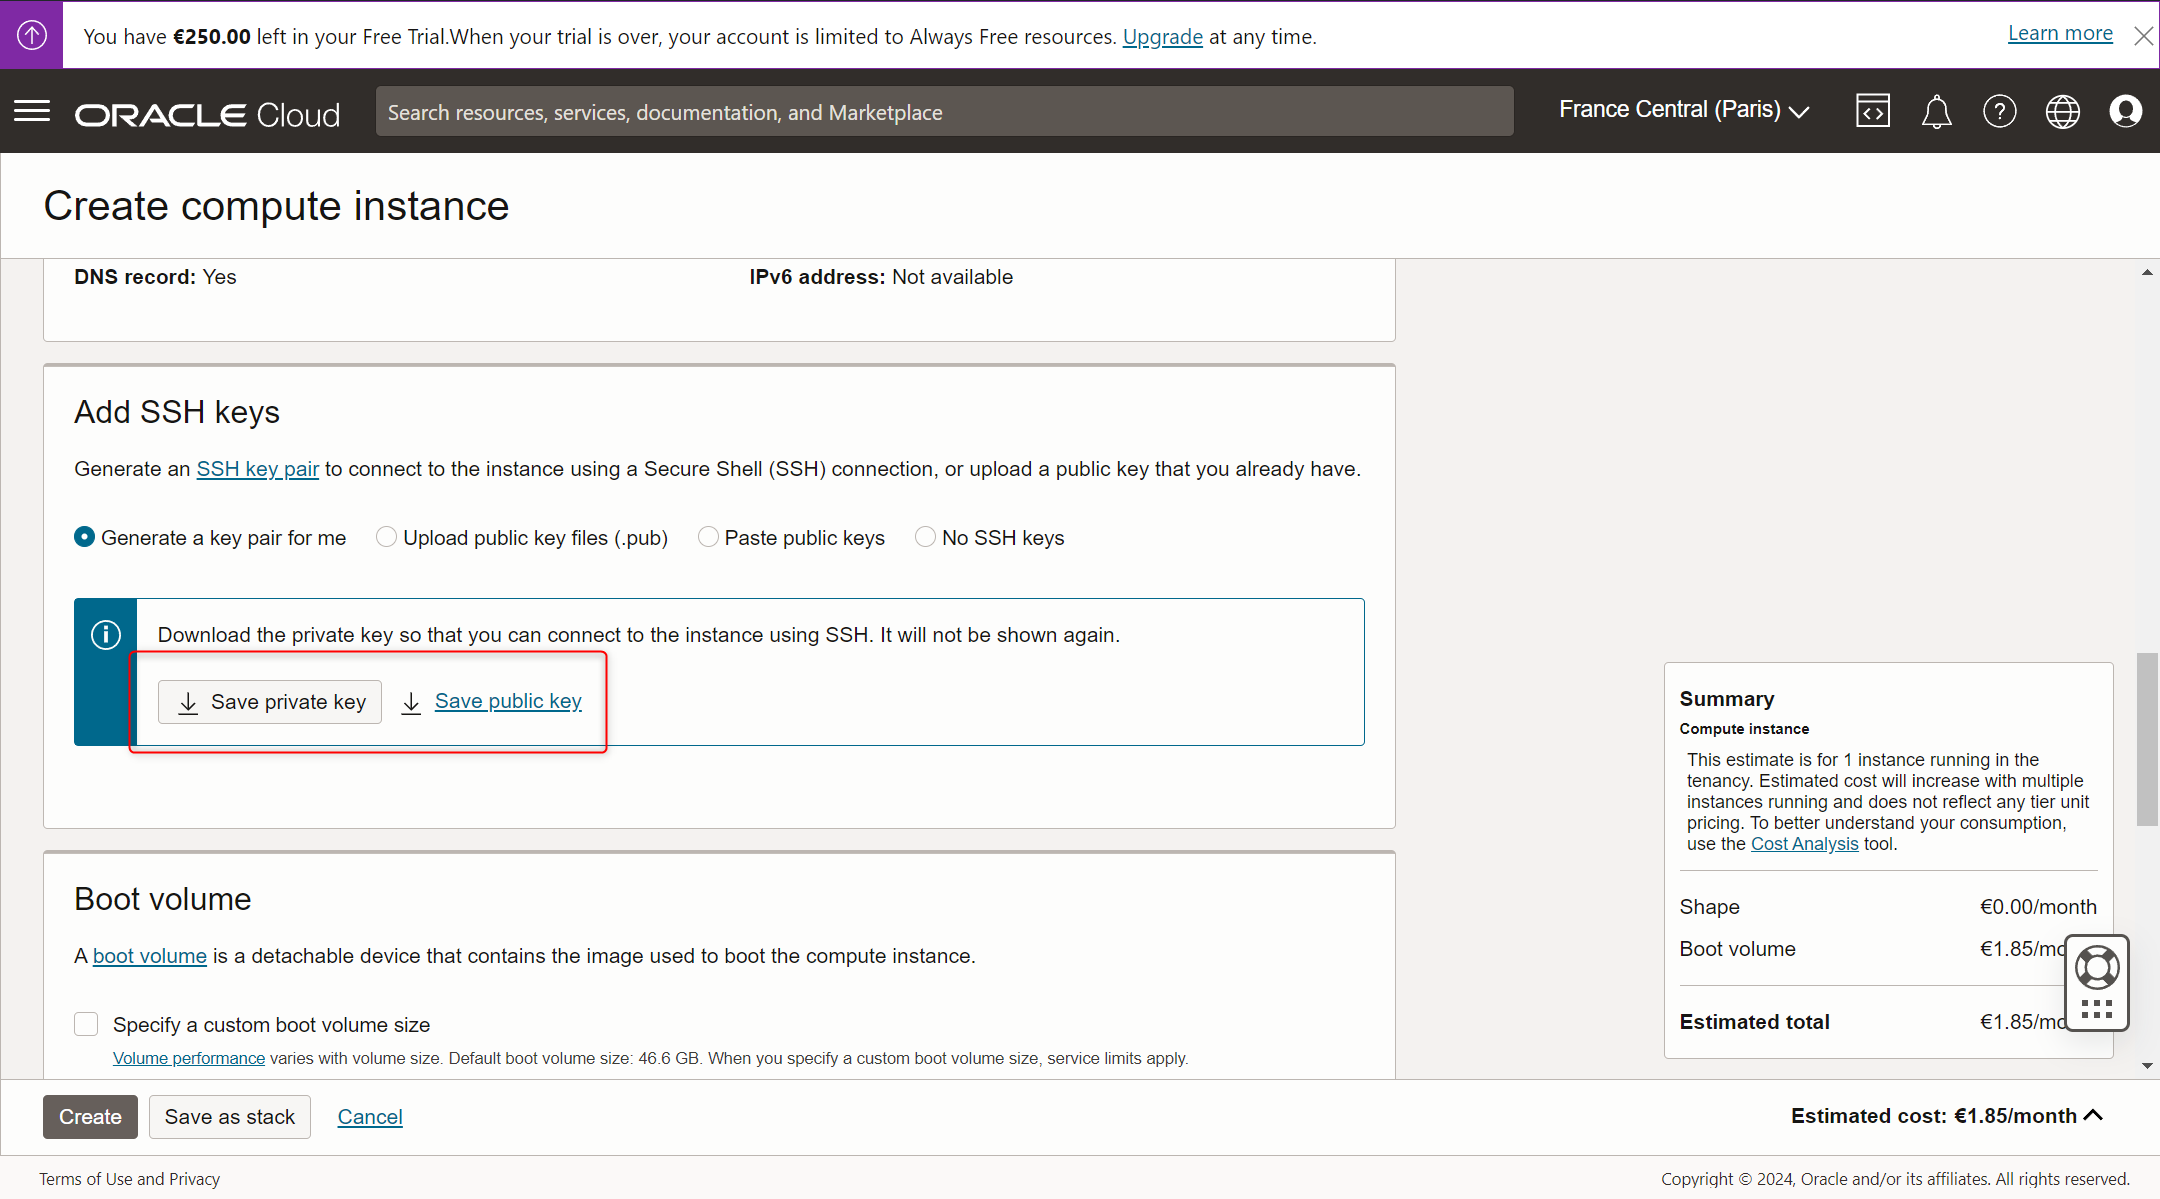 You have €250.00 left in your Free Trial.When your trial is over, your account is limited to Always Free resources. Upgrade at any time.
Learn more
ORACLE Cloud
Search resources, services, documentation, and Marketplace
France Central (Paris)
Create compute instance
DNS record: Yes
IPv6 address: Not available
Add SSH keys
Generate an SSH key pair to connect to the instance using a Secure Shell (SSH) connection, or upload a public key that you already have.
Generate a key pair for me
Upload public key files (.pub)
Paste public keys
No SSH keys
Download the private key so that you can connect to the instance using SSH. It will not be shown again.
Save private key
Save public key
Boot volume
A boot volume is a detachable device that contains the image used to boot the compute instance.
Specify a custom boot volume size
Volume performance varies with volume size. Default boot volume size: 46.6 GB. When you specify a custom boot volume size, service limits apply.
Summary
Compute instance
This estimate is for 1 instance running in the
tenancy. Estimated cost will increase with multiple
instances running and does not reflect any tier unit
pricing. To better understand your consumption,
use the Cost Analysis tool.
Shape €0.00/month
Boot volume €1.85/mo
Estimated total €1.85/mo
Create
Save as stack
Cancel
Estimated cost: €1.85/month
Terms of Use and Privacy
Copyright © 2024, Oracle and/or its affiliates. All rights reserved.